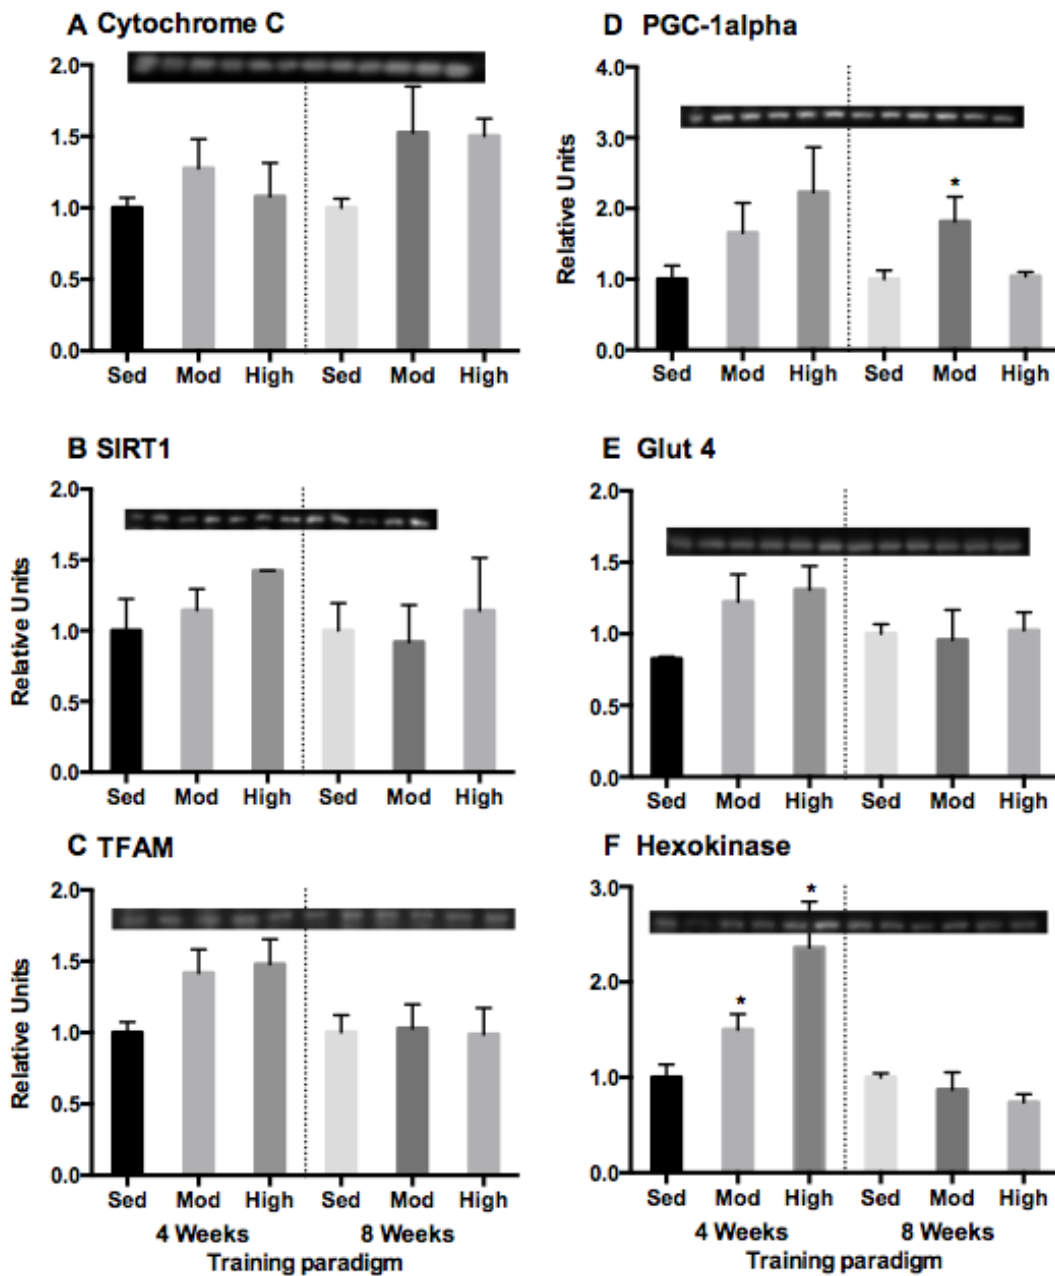 A Cytochrome C
2.0
1.5
1.0
0.5
0.0
Sed Mod High Sed Mod High
D PGC-1alpha
Relative Units
4.0
3.0
2.0
1.0
0.0
*
Sed Mod High Sed Mod High
B SIRT1
Relative Units
2.0
1.5
1.0
0.5
0.0
Sed Mod High Sed Mod High
E Glut 4
2.0
1.5
1.0
0.5
0.0
Sed Mod High Sed Mod High
C TFAM
Relative Units
2.0
1.5
1.0
0.5
0.0
Sed Mod High Sed Mod High
4 Weeks 8 Weeks
Training paradigm
F Hexokinase
3.0
2.0
1.0
0.0
*
*
Sed Mod High Sed Mod High
4 Weeks 8 Weeks
Training paradigm